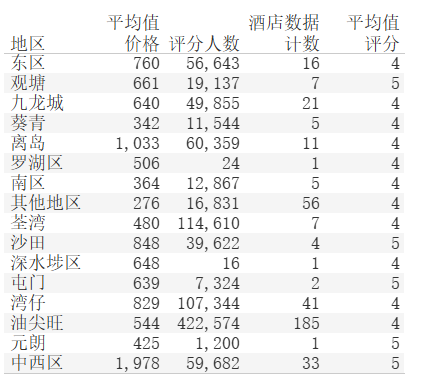 平均值 酒店数据 平均值
地区 价格 评分人数 计数 评分
东区 760 56,643 16 4
观塘 661 19,137 7 5
九龙城 640 49,855 21 4
葵青 342 11,544 5 4
离岛 1,033 60,359 11 4
罗湖区 506 24 1 4
南区 364 12,867 5 4
其他地区 276 16,831 56 4
荃湾 480 114,610 7 4
沙田 848 39,622 4 5
深水埗区 648 16 1 4
屯门 639 7,324 2 5
湾仔 829 107,344 41 4
油尖旺 544 422,574 185 4
元朗 425 1,200 1 5
中西区 1,978 59,682 33 5